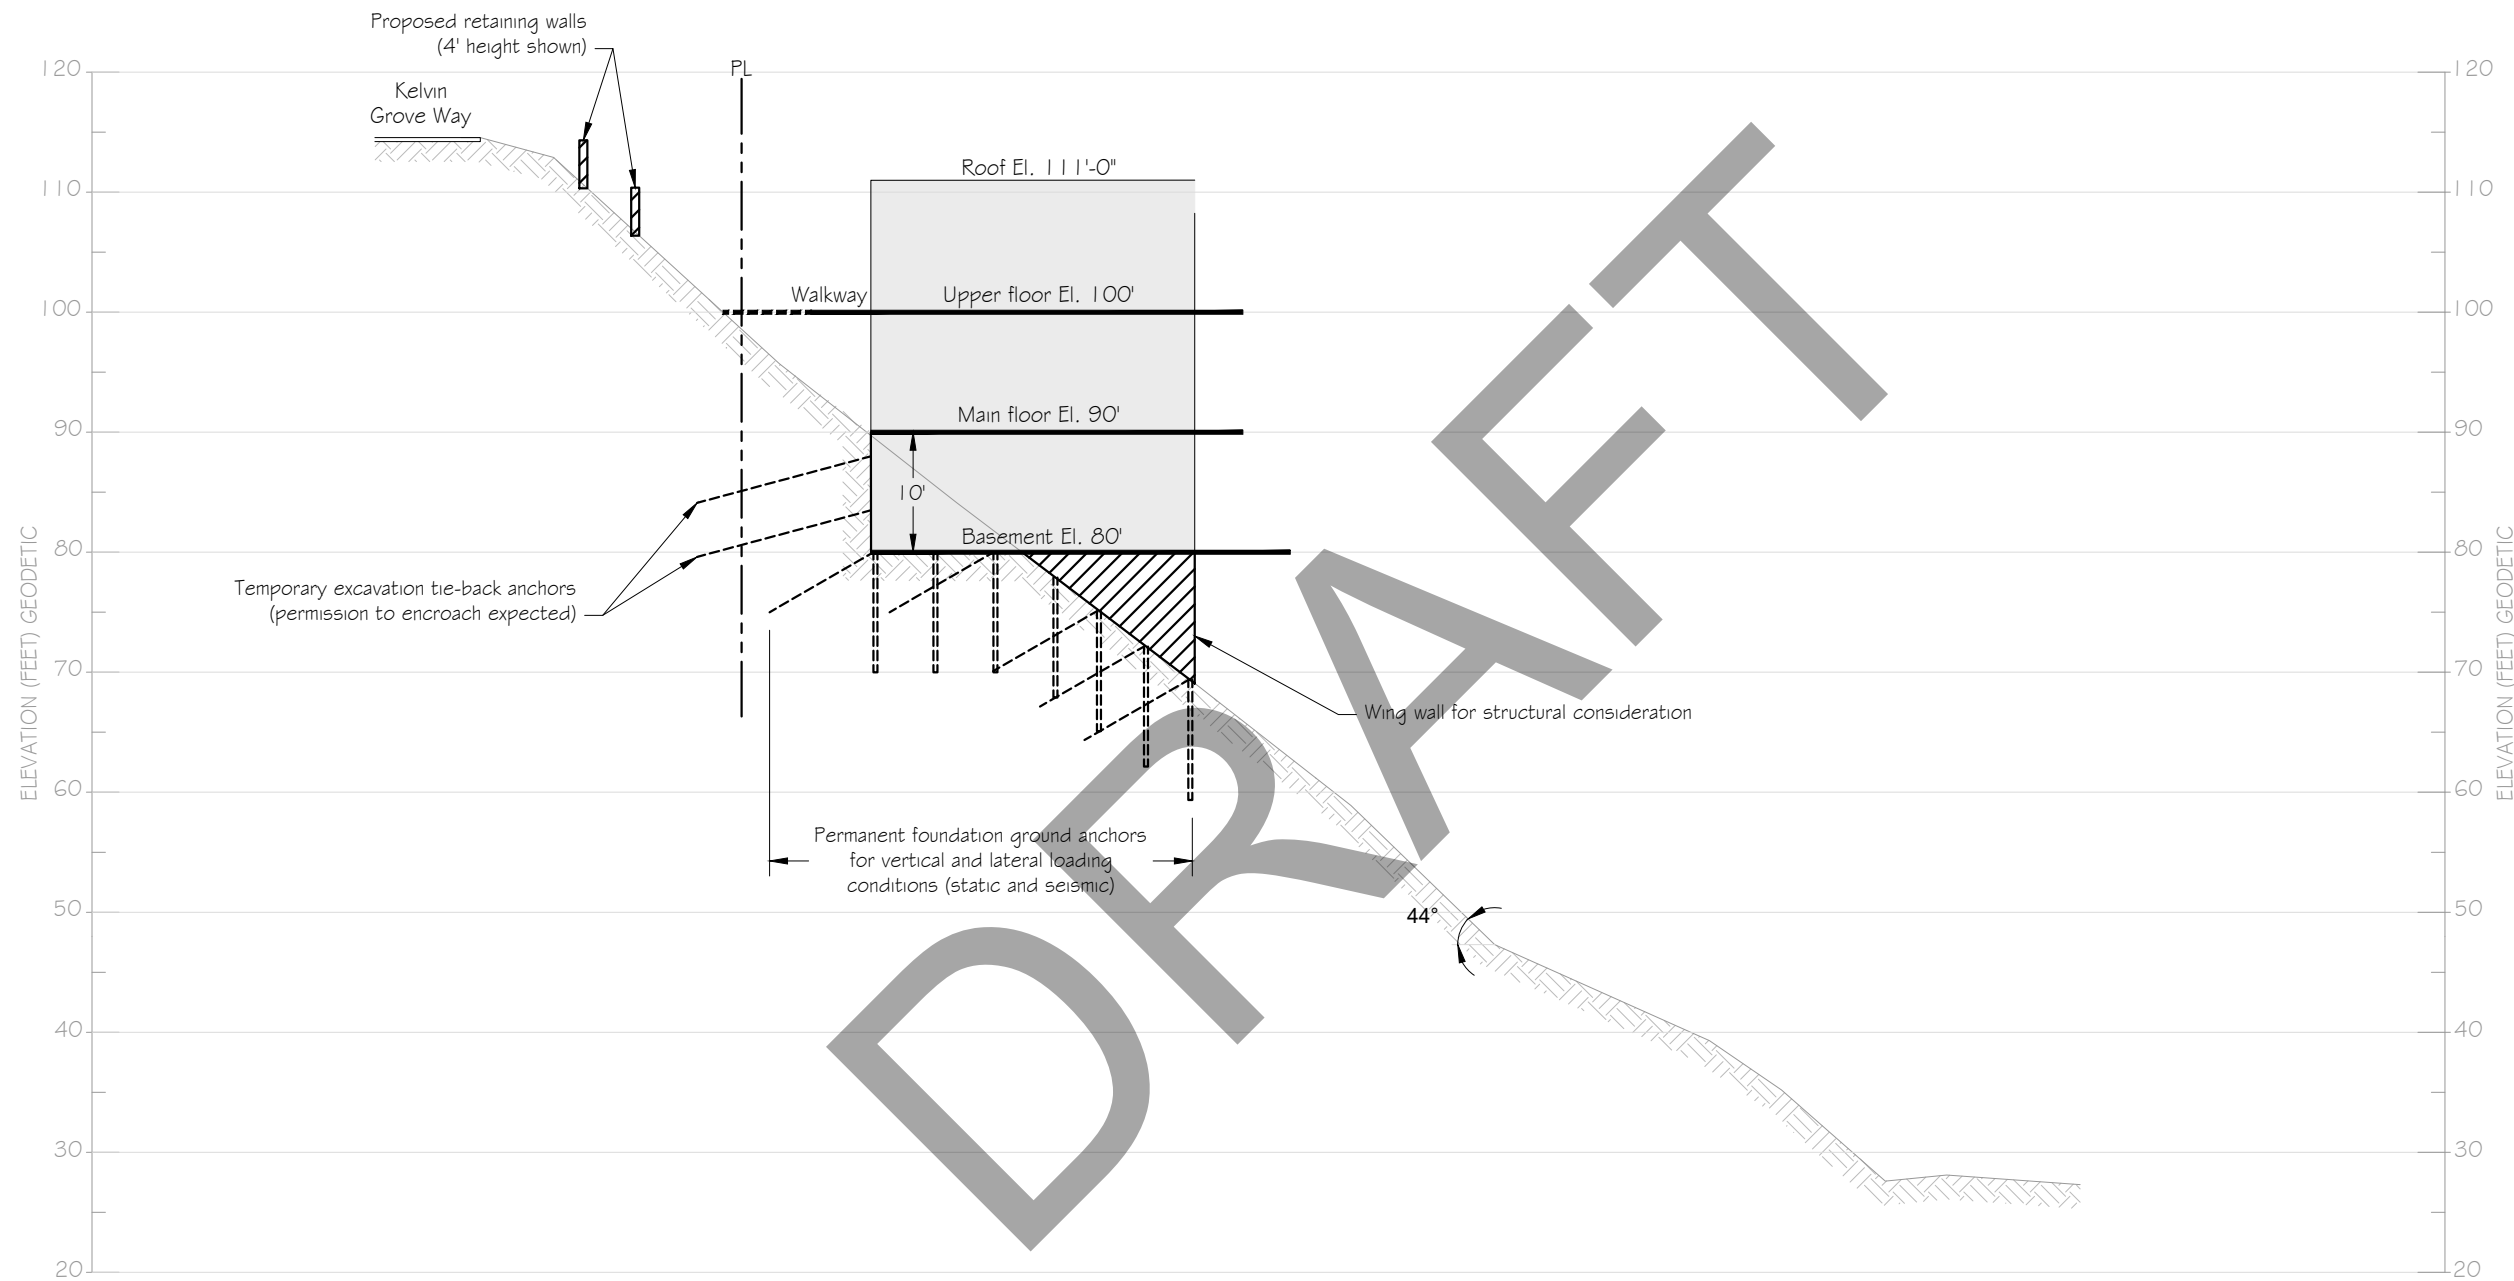 Proposed retaining walls
(4' height shown)
PL
120
120
Kelvin
Grove Way
Roof El. 111'-0"
110
110
Walkway
Upper floor El. 100'
100
100
Main floor El. 90'
90
90
10'
Basement El. 80'
80
80
ELEVATION (FEET) GEODETIC
ELEVATION (FEET) GEODETIC
Temporary excavation tie-back anchors
(permission to encroach expected)
70
70
Wing wall for structural consideration
60
60
Permanent foundation ground anchors
for vertical and lateral loading
conditions (static and seismic)
50
50
44°
40
40
30
30
20
20
DRAFT